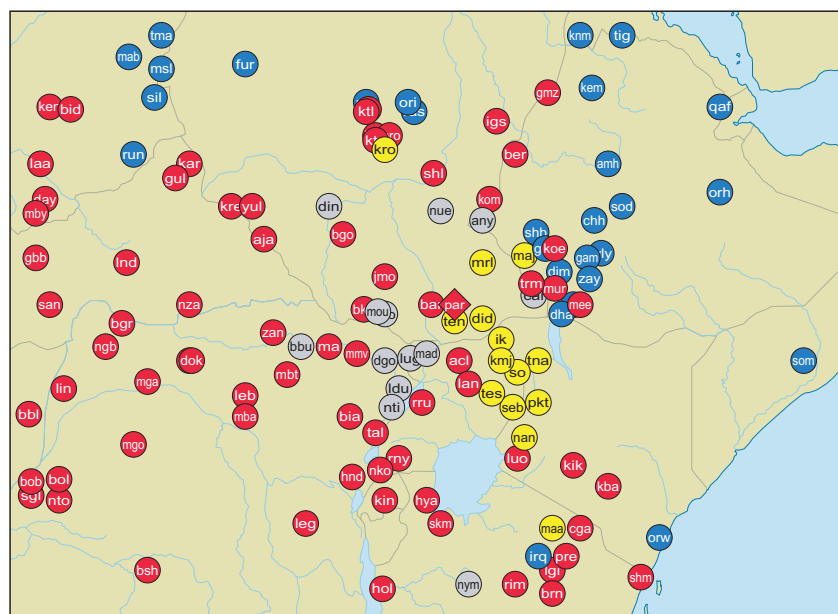 tma
knm
tig
mab
msl
fur
kem
gmz
sil
ori
qaf
ker
bid
ktl
igs
kro
run
ber
laa
kar
amh
gul
shl
day
mby
kre
yul
din
nue
kom
any
sod
orh
chh
bgo
shh
aja
koe
gbb
lnd
mrl
gam
dim
zay
jmo
trm
mur
san
nza
mou
par
mee
dha
bgr
ten
did
ngb
zan
bbu
ma
mmv
ik
dok
dgo
mad
acl
kmj
tna
som
so
mga
mbt
lan
lin
ldu
tes
leb
rru
pkt
bbl
mba
bia
nti
seb
mgo
tal
nan
rny
luo
kik
bob
bol
hnd
nko
kba
sgl
nto
kin
hya
leg
skm
maa
cga
orw
irq
pre
bsh
lgi
shm
hol
nym
rim
brn